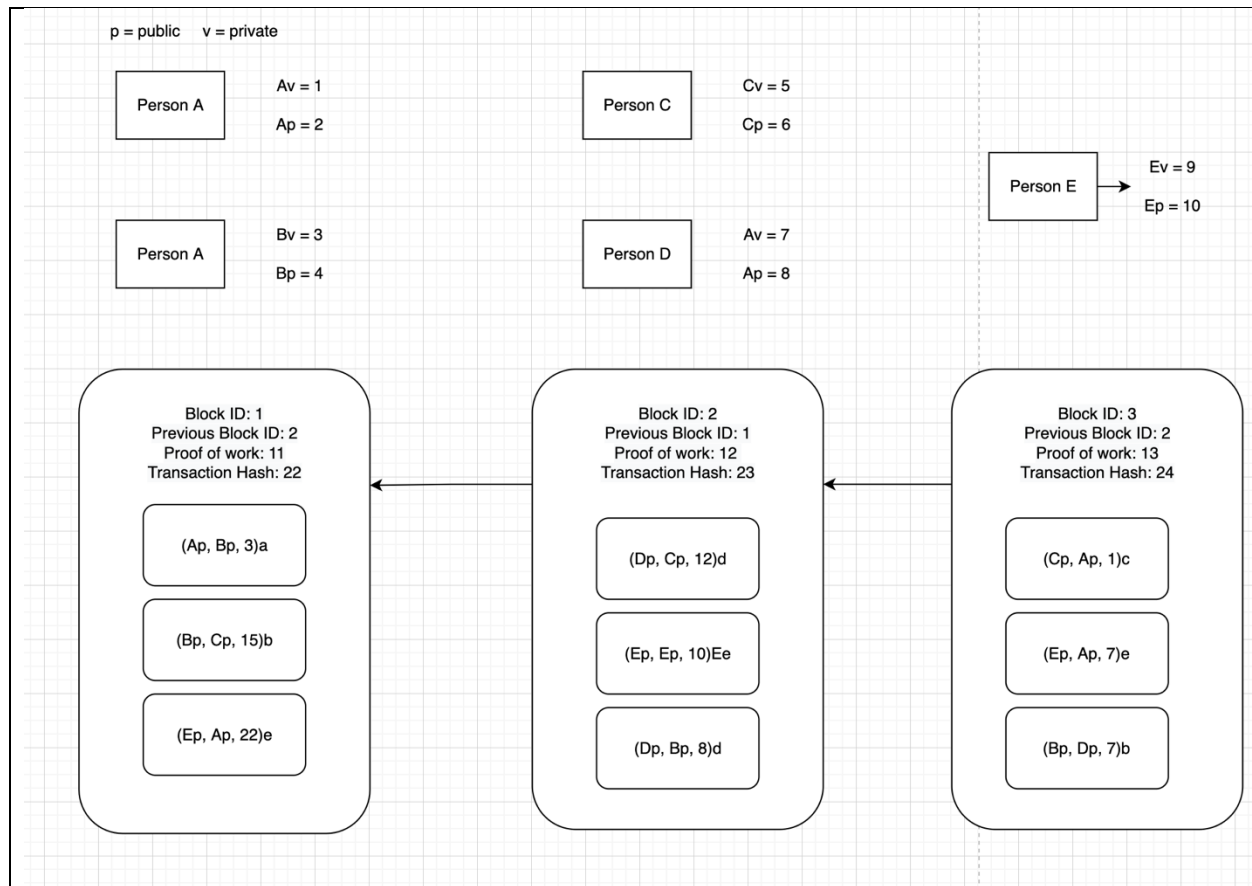 p = public v = private
Person A
Av = 1
Ap = 2
Person C
Cv = 5
Cp = 6
Person E
Ev = 9
Ep = 10
Person A
Bv = 3
Bp = 4
Person D
Av = 7
Ap = 8
Block ID: 1
Previous Block ID: 2
Proof of work: 11
Transaction Hash: 22
(Ap, Bp, 3)a
(Bp, Cp, 15)b
(Ep, Ap, 22)e
Block ID: 2
Previous Block ID: 1
Proof of work: 12
Transaction Hash: 23
(Dp, Cp, 12)d
(Ep, Ep, 10)Ee
(Dp, Bp, 8)d
Block ID: 3
Previous Block ID: 2
Proof of work: 13
Transaction Hash: 24
(Cp, Ap, 1)c
(Ep, Ap, 7)e
(Bp, Dp, 7)b